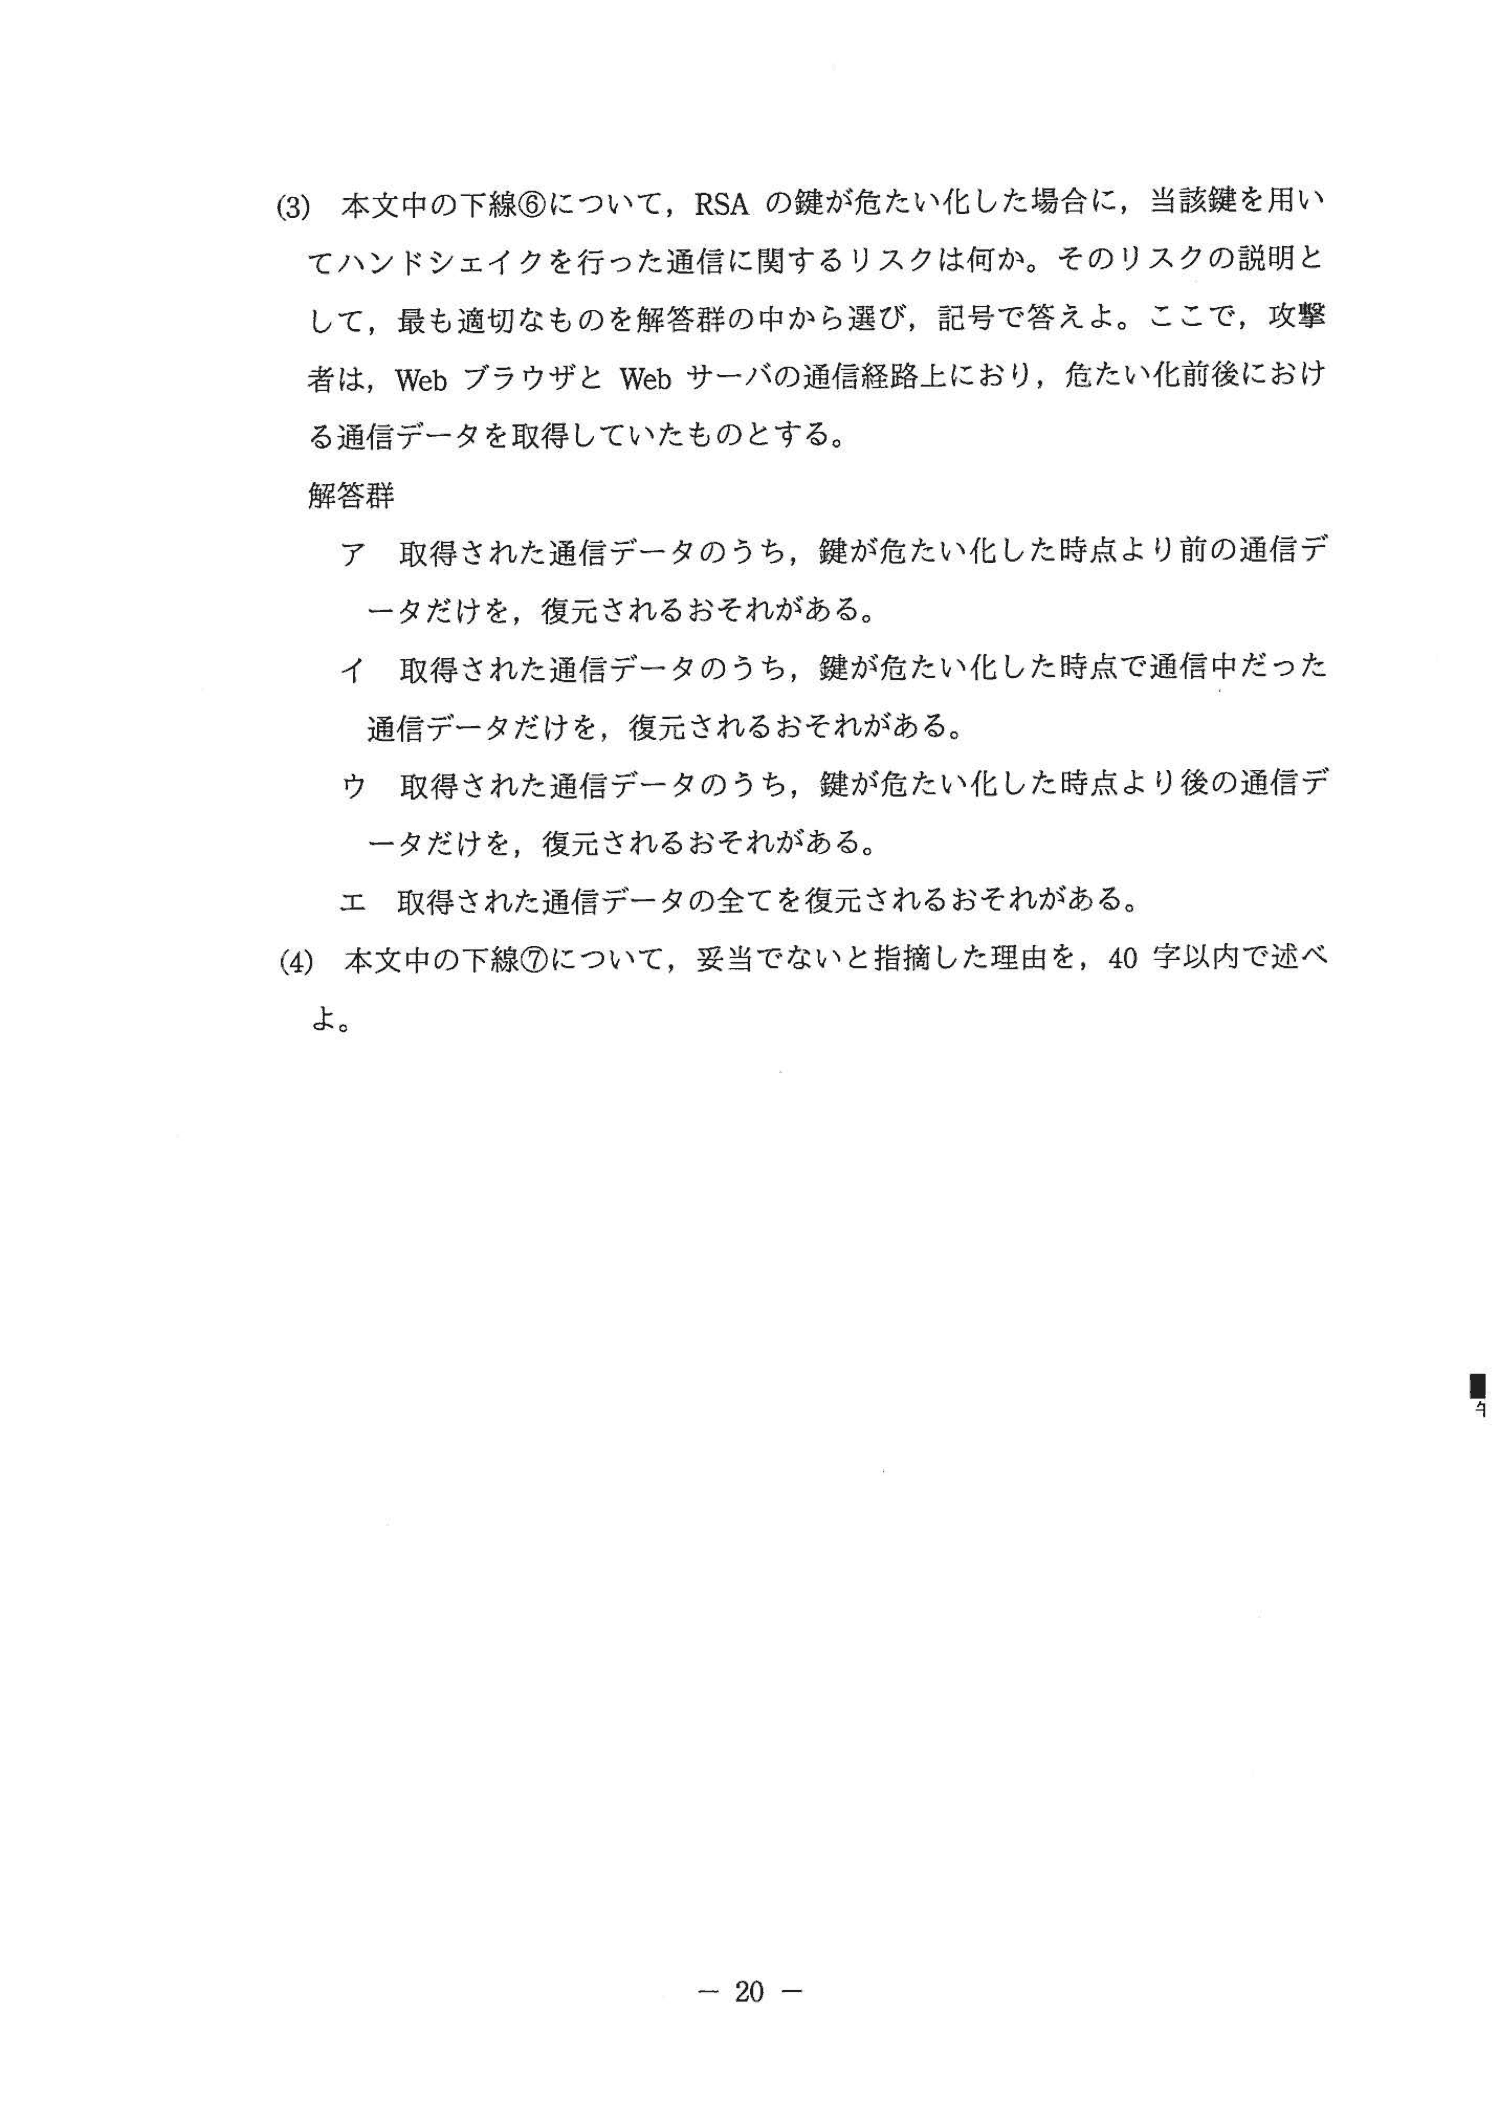 (3) 本文中の下線⑥について，RSA の鍵が危たい化した場合に，当該鍵を用い
てハンドシェイクを行った通信に関するリスクは何か。そのリスクの説明と
して，最も適切なものを解答群の中から選び，記号で答えよ。ここで，攻撃
者は，Web ブラウザと Web サーバの通信経路上におり，危たい化前後におけ
る通信データを取得していたものとする。
解答群
ア 取得された通信データのうち，鍵が危たい化した時点より前の通信デ
ータだけを，復元されるおそれがある。
イ 取得された通信データのうち，鍵が危たい化した時点で通信中だった
通信データだけを，復元されるおそれがある。
ウ 取得された通信データのうち，鍵が危たい化した時点より後の通信デ
ータだけを，復元されるおそれがある。
エ 取得された通信データの全てを復元されるおそれがある。
(4) 本文中の下線⑦について，妥当でないと指摘した理由を，40 字以内で述べ
よ。
－ 20 －